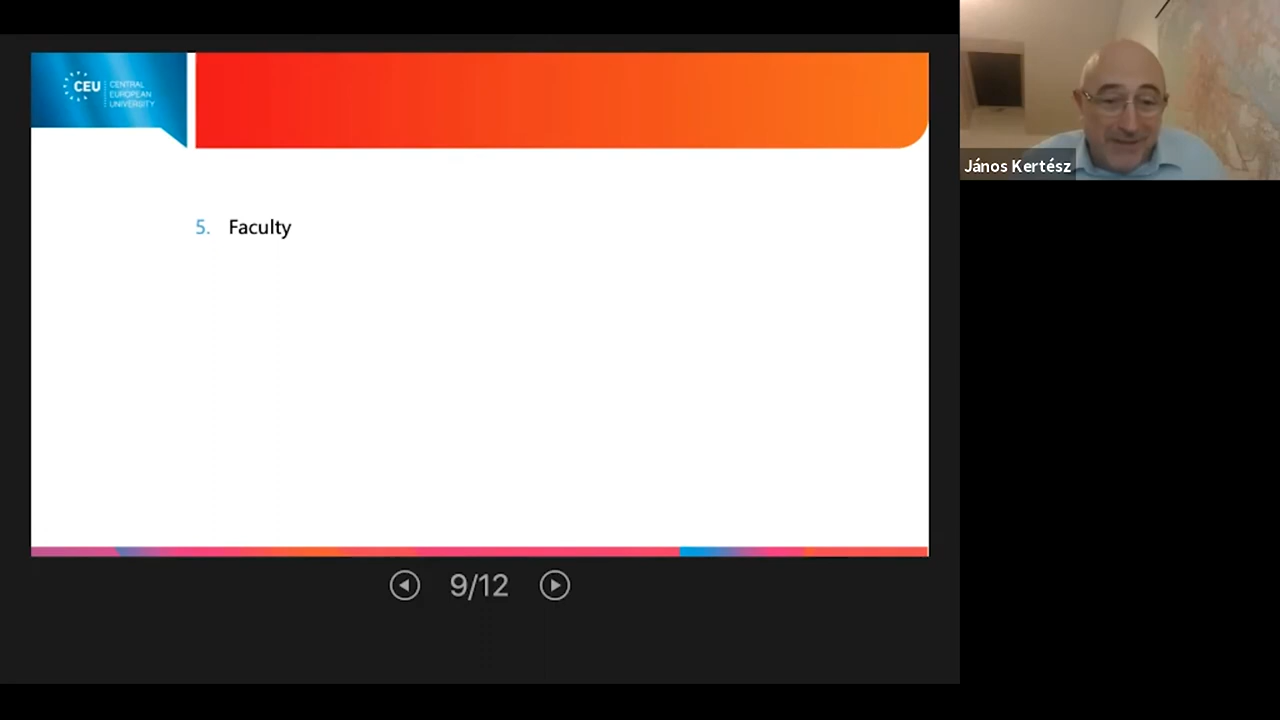 CEU
CENTRAL
EUROPEAN
UNIVERSITY
János Kertész
5. Faculty
9/12